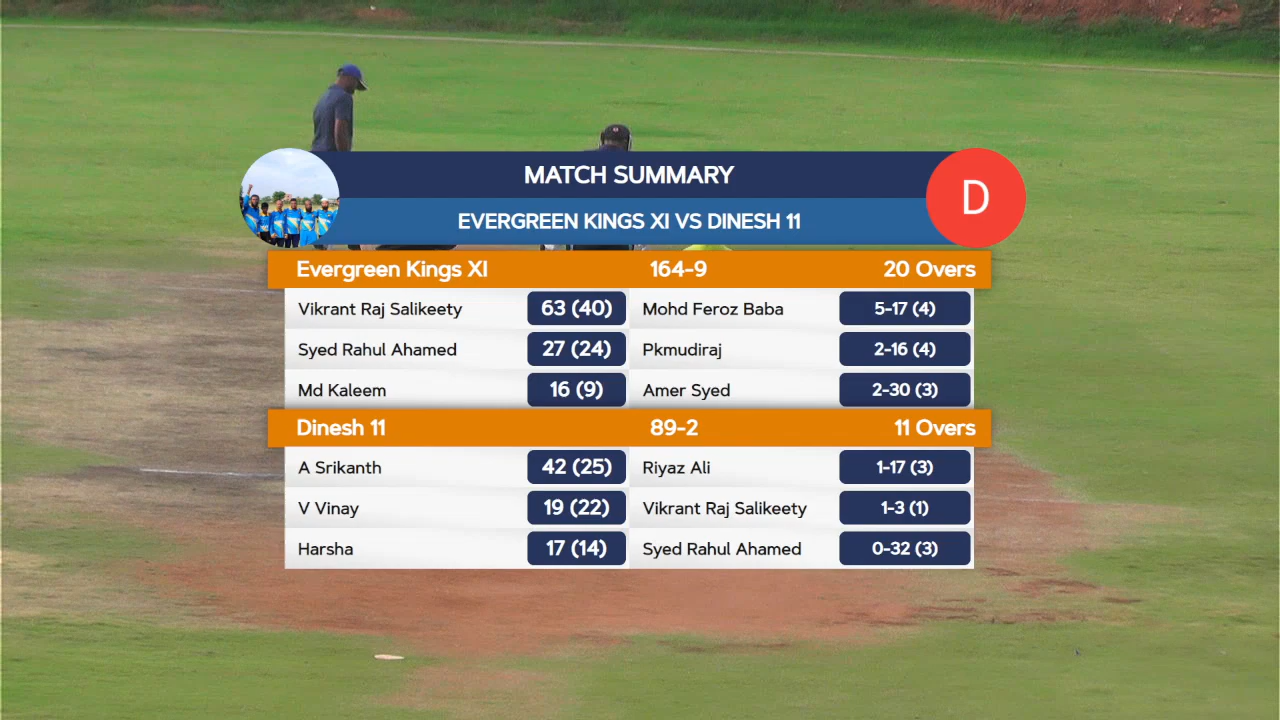 MATCH SUMMARY
D
EVERGREEN KINGS XI VS DINESH 11
Evergreen Kings XI 164-9 20 Overs
Vikrant Raj Salikeety 63 (40) Mohd Feroz Baba 5-17 (4)
Syed Rahul Ahamed 27 (24) Pkmudiraj 2-16 (4)
Md Kaleem 16 (9) Amer Syed 2-30 (3)
Dinesh 11 89-2 11 Overs
A Srikanth 42 (25) Riyaz Ali 1-17 (3)
V Vinay 19 (22) Vikrant Raj Salikeety 1-3 (1)
Harsha 17 (14) Syed Rahul Ahamed 0-32 (3)